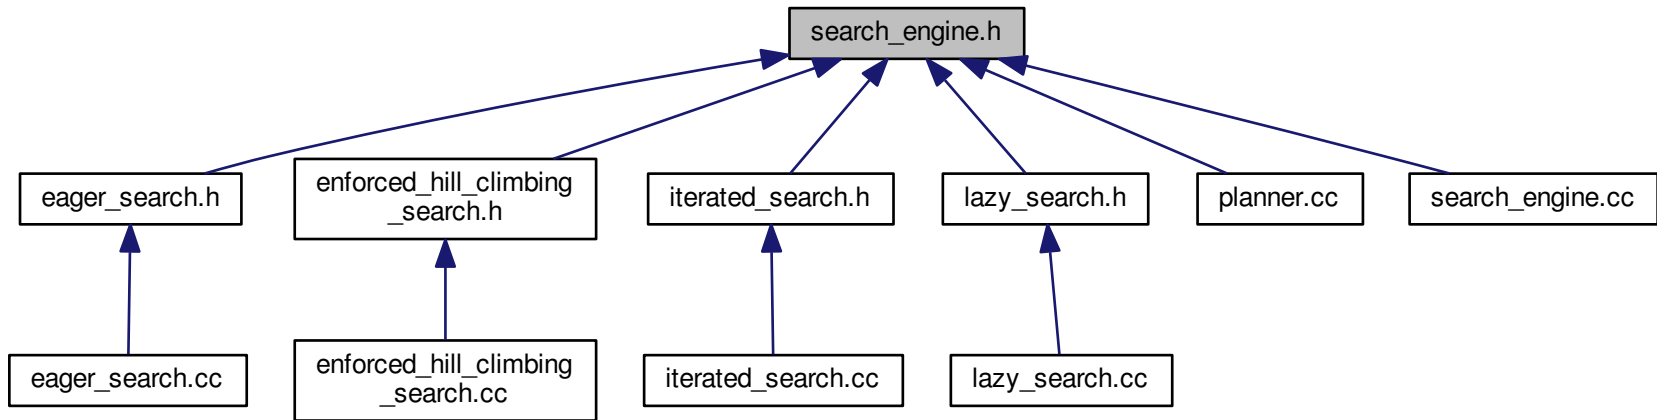 search_engine.h
eager_search.h
enforced_hill_climbing
_search.h
iterated_search.h
lazy_search.h
planner.cc
search_engine.cc
eager_search.cc
enforced_hill_climbing
_search.cc
iterated_search.cc
lazy_search.cc